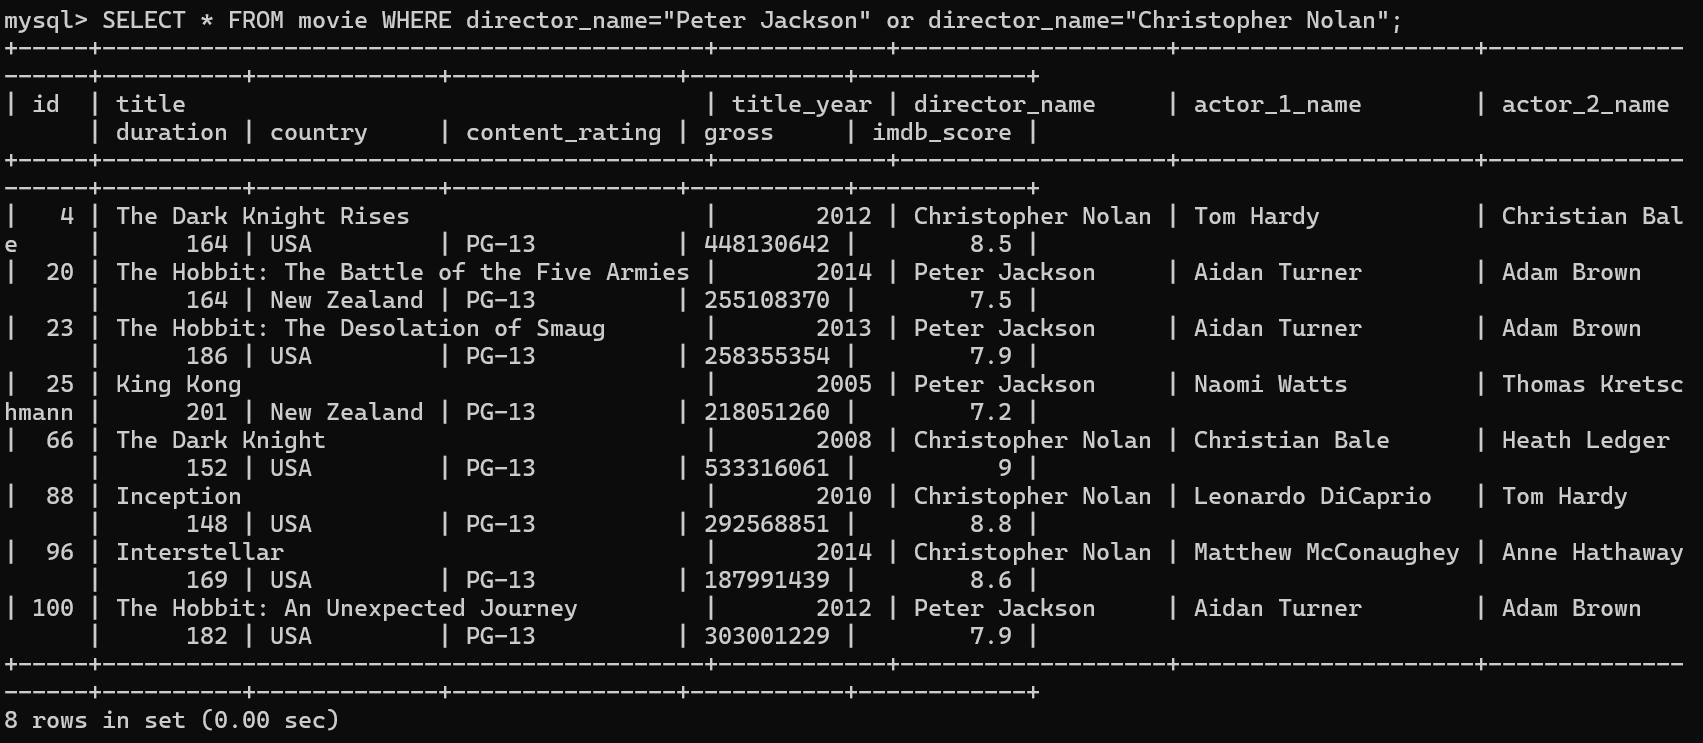 mysql> SELECT * FROM movie WHERE director_name="Peter Jackson" or director_name="Christopher Nolan";
+-----+-------------------------------------------+------------+-------------------+---------------------+--------------
------+----------+-------------+----------------+-----------+------------+
| id  | title                                     | title_year | director_name     | actor_1_name        | actor_2_name
      | duration | country     | content_rating | gross     | imdb_score |
+-----+-------------------------------------------+------------+-------------------+---------------------+--------------
------+----------+-------------+----------------+-----------+------------+
|   4 | The Dark Knight Rises                     |       2012 | Christopher Nolan | Tom Hardy           | Christian Bal
e     |      164 | USA         | PG-13          | 448130642 |        8.5 |
|  20 | The Hobbit: The Battle of the Five Armies |       2014 | Peter Jackson     | Aidan Turner        | Adam Brown
      |      164 | New Zealand | PG-13          | 255108370 |        7.5 |
|  23 | The Hobbit: The Desolation of Smaug       |       2013 | Peter Jackson     | Aidan Turner        | Adam Brown
      |      186 | USA         | PG-13          | 258355354 |        7.9 |
|  25 | King Kong                                 |       2005 | Peter Jackson     | Naomi Watts         | Thomas Kretsc
hmann |      201 | New Zealand | PG-13          | 218051260 |        7.2 |
|  66 | The Dark Knight                           |       2008 | Christopher Nolan | Christian Bale      | Heath Ledger
      |      152 | USA         | PG-13          | 533316061 |          9 |
|  88 | Inception                                 |       2010 | Christopher Nolan | Leonardo DiCaprio   | Tom Hardy
      |      148 | USA         | PG-13          | 292568851 |        8.8 |
|  96 | Interstellar                              |       2014 | Christopher Nolan | Matthew McConaughey | Anne Hathaway
      |      169 | USA         | PG-13          | 187991439 |        8.6 |
| 100 | The Hobbit: An Unexpected Journey         |       2012 | Peter Jackson     | Aidan Turner        | Adam Brown
      |      182 | USA         | PG-13          | 303001229 |        7.9 |
+-----+-------------------------------------------+------------+-------------------+---------------------+--------------
------+----------+-------------+----------------+-----------+------------+
8 rows in set (0.00 sec)